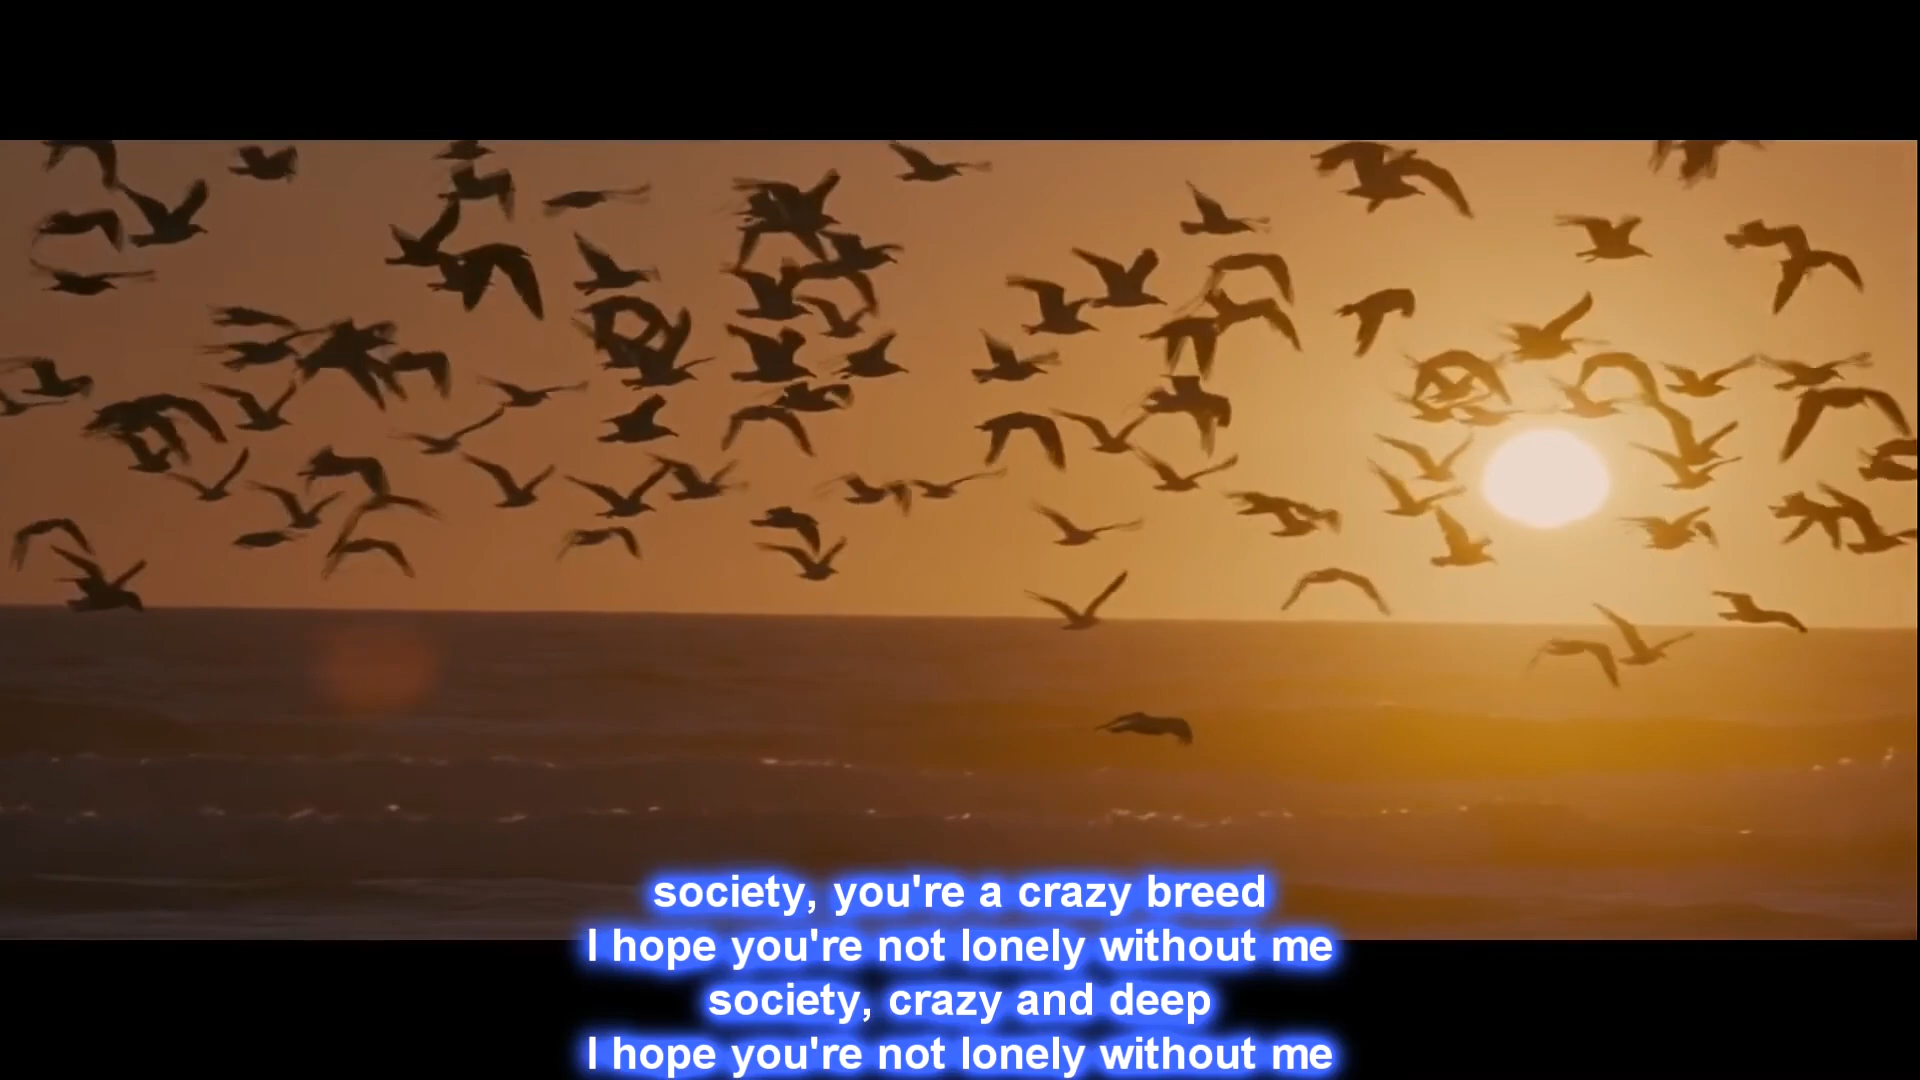 society, you're a crazy breed
I hope you're not lonely without me
society, crazy and deep
I hope you're not lonely without me